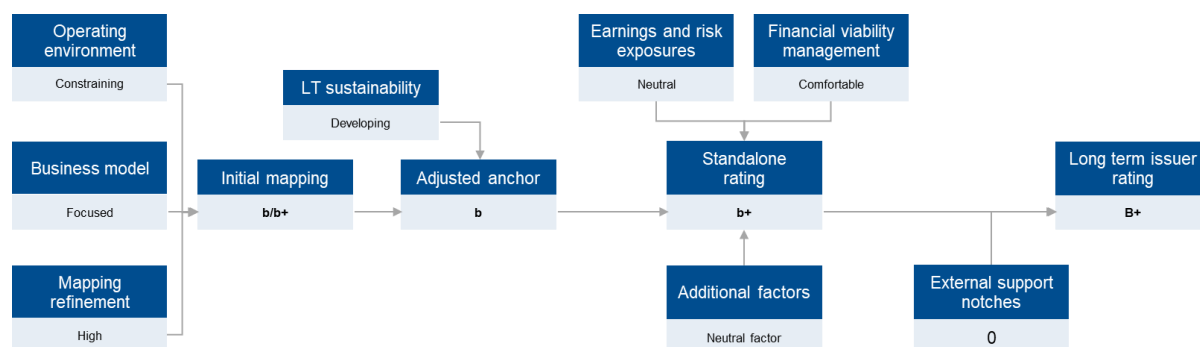 Operating
environment
Constraining
Business model
Focused
Mapping
refinement
High
Initial mapping
b/b+
LT sustainability
Developing
Adjusted anchor
b
Earnings and risk
exposures
Neutral
Financial viability
management
Comfortable
Standalone
rating
b+
Additional factors
Neutral factor
External support
notches
0
Long term issuer
rating
B+